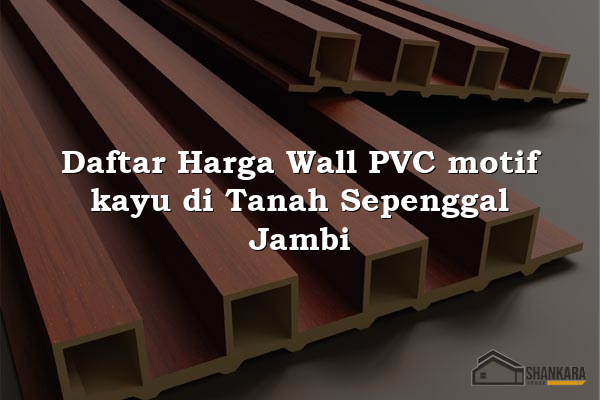 Daftar Harga Wall PVC motif
kayu di Tanah Sepenggal
Jambi
SHANKARA